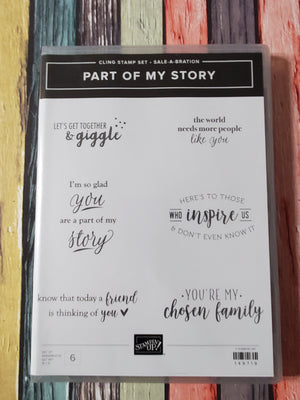 CLING STAMP SET • SALE-A-BRATION
PART OF MY STORY
LET'S GET TOGETHER
& giggle
the world
needs more people
like you
I'm so glad
you
are a part of my
story
HERE'S TO THOSE
WHO inspire US
& DON'T EVEN KNOW IT
know that today a friend
is thinking of you ♥
• YOU'RE MY •
chosen family
6
STAMPIN' UP!
149719